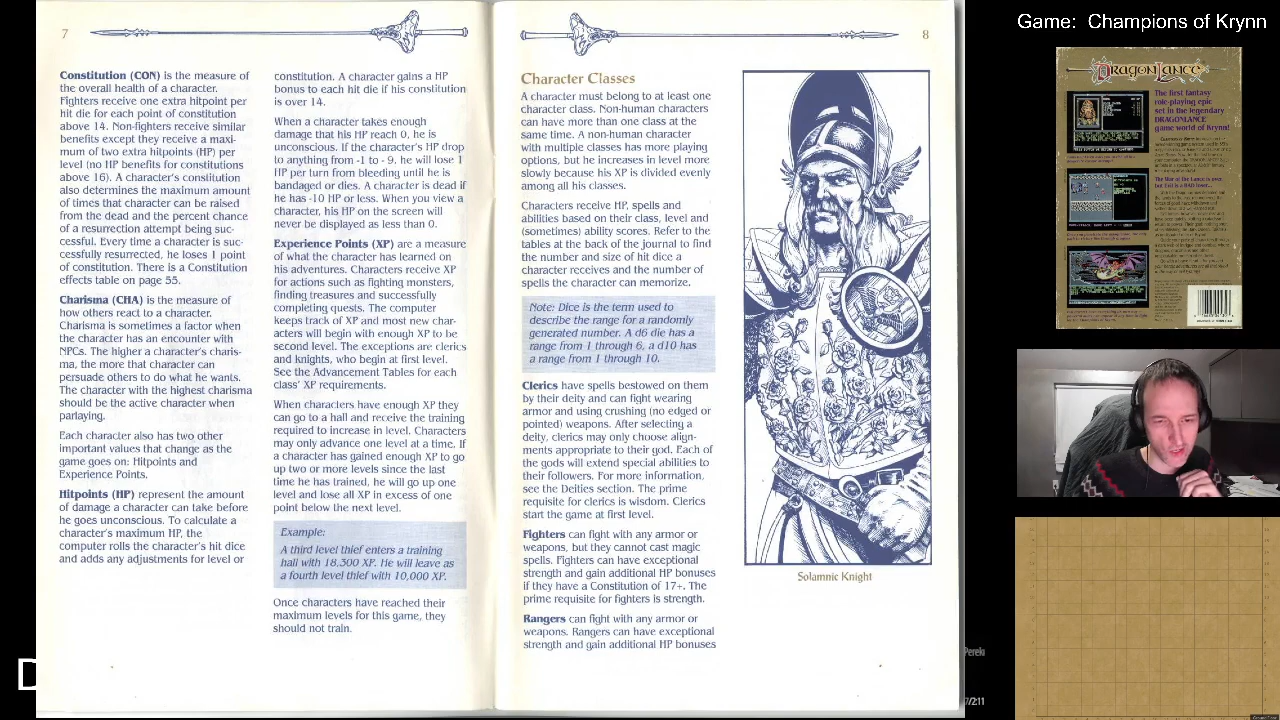 Game: Champions of Krynn
7
Constitution (CON) is the measure of
the overall health of a character.
Fighters receive one extra hitpoint per
hit die for each point of constitution
above 14. Non-fighters receive similar
benefits except they receive a maxi-
mum of two extra hitpoints (HP) per
level (no HP benefits for constitutions
above 16). A character's constitution
also determines the maximum amount
of times that character can be raised
from the dead and the percent chance
of a resurrection attempt being suc-
cessful. Every time a character is suc-
cessfully resurrected, he loses 1 point
of constitution. There is a Constitution
effects table on page 55.
Charisma (CHA) is the measure of
how others react to a character.
Charisma is sometimes a factor when
the character has an encounter with
NPCs. The higher a character's charis-
ma, the more that character can
persuade others to do what he wants.
The character with the highest charisma
should be the active character when
parlaying.
Each character also has two other
important values that change as the
game goes on: Hitpoints and
Experience Points.
Hitpoints (HP) represent the amount
of damage a character can take before
he goes unconscious. To calculate a
character's maximum HP, the
computer rolls the character's hit dice
and adds any adjustments for level or
constitution. A character gains a HP
bonus to each hit die if his constitution
is over 14.
When a character takes enough
damage that his HP reach 0, he is
unconscious. If the character's HP drop
to anything from -1 to -9, he will lose 1
HP per turn from bleeding till he is
bandaged or dies. A character is dead if
he has -10 HP or less. When you view a
character, his HP on the screen will
never be displayed as less than 0.
Experience Points (XP) are a measure
of what the character has learned on
his adventures. Characters receive XP
for actions such as fighting monsters,
finding treasures and successfully
completing quests. The computer
keeps track of XP and most new char-
acters will begin with enough XP to be
second level. The exceptions are clerics
and knights, who begin at first level.
See the Advancement Tables for each
class' XP requirements.
When characters have enough XP they
can go to a hall and receive the training
required to increase in level. Characters
may only advance one level at a time. If
a character has gained enough XP to go
up two or more levels since the last
time he has trained, he will go up one
level and lose all XP in excess of one
point below the next level.
Example:
A third level thief enters a training
hall with 18,300 XP. He will leave as
a fourth level thief with 10,000 XP.
Once characters have reached their
maximum levels for this game, they
should not train.
8
Character Classes
A character must belong to at least one
character class. Non-human characters
can have more than one class at the
same time. A non-human character
with multiple classes has more playing
options, but he increases in level more
slowly because his XP is divided evenly
among all his classes.
Characters receive HP, spells and
abilities based on their class, level and
(sometimes) ability scores. Refer to the
tables at the back of the journal to find
the number and size of hit dice a
character receives and the number of
spells the character can memorize.
Note: Dice is the term used to
describe the range for a randomly
generated number. A d6 die has a
range from 1 through 6, a d10 has
a range from 1 through 10.
Clerics have spells bestowed on them
by their deity and can fight wearing
armor and using crushing (no edged or
pointed) weapons. After selecting a
deity, clerics may only choose align-
ments appropriate to their god. Each of
the gods will extend special abilities to
their followers. For more information,
see the Deities section. The prime
requisite for clerics is wisdom. Clerics
start the game at first level.
Fighters can fight with any armor or
weapons, but they cannot cast magic
spells. Fighters can have exceptional
strength and gain additional HP bonuses
if they have a Constitution of 17+. The
prime requisite for fighters is strength.
Rangers can fight with any armor or
weapons. Rangers can have exceptional
strength and gain additional HP bonuses
Solamnic Knight
DragonLance
The first fantasy
role-playing epic
set in the legendary
DRAGONLANCE
game world of Krynn!
D
7/2:11